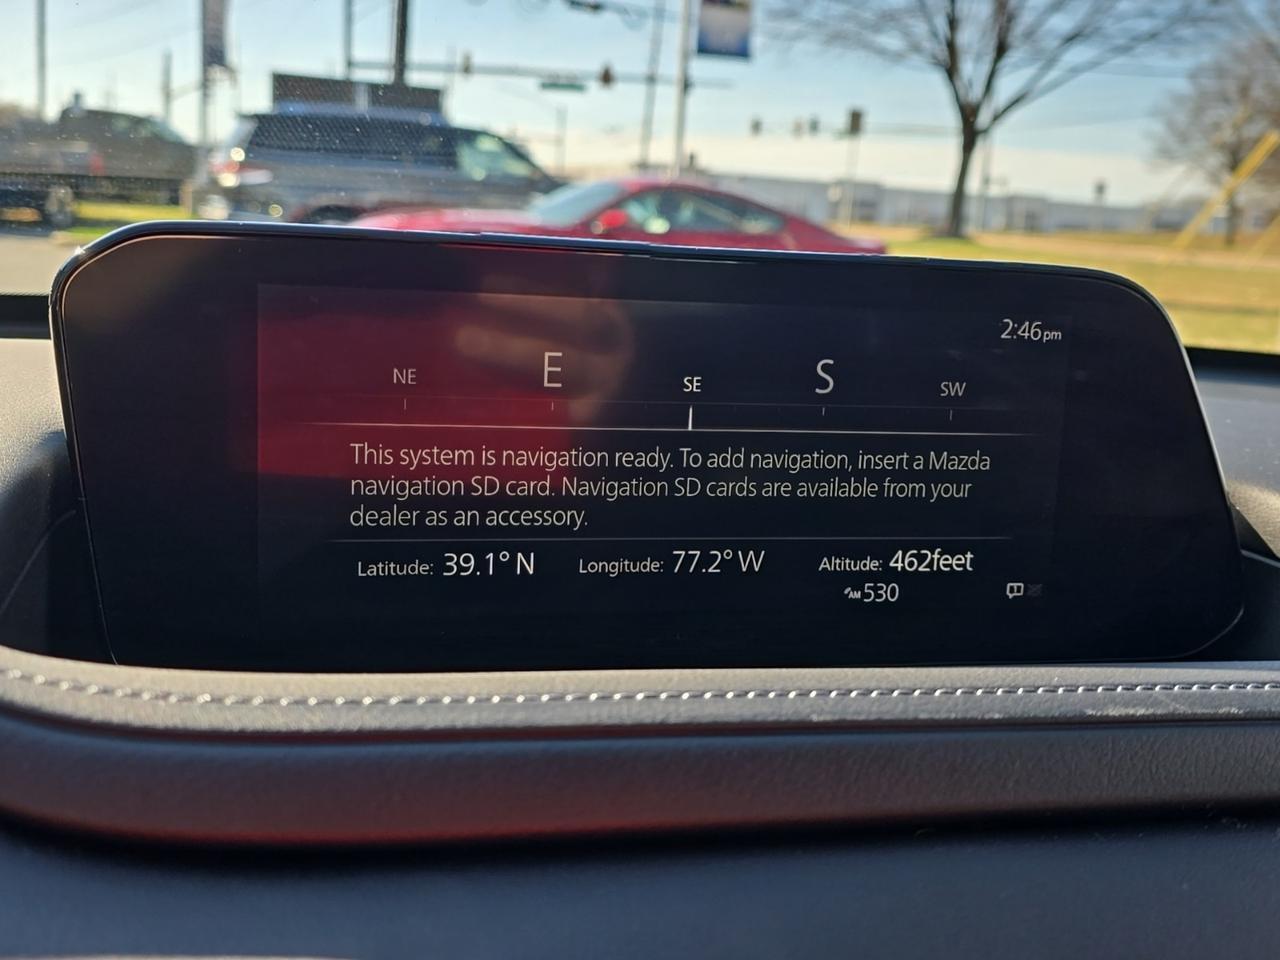 2:46pm
NE E SE S SW
This system is navigation ready. To add navigation, insert a Mazda
navigation SD card. Navigation SD cards are available from your
dealer as an accessory.
Latitude: 39.1° N Longitude: 77.2° W Altitude: 462feet
AM 530